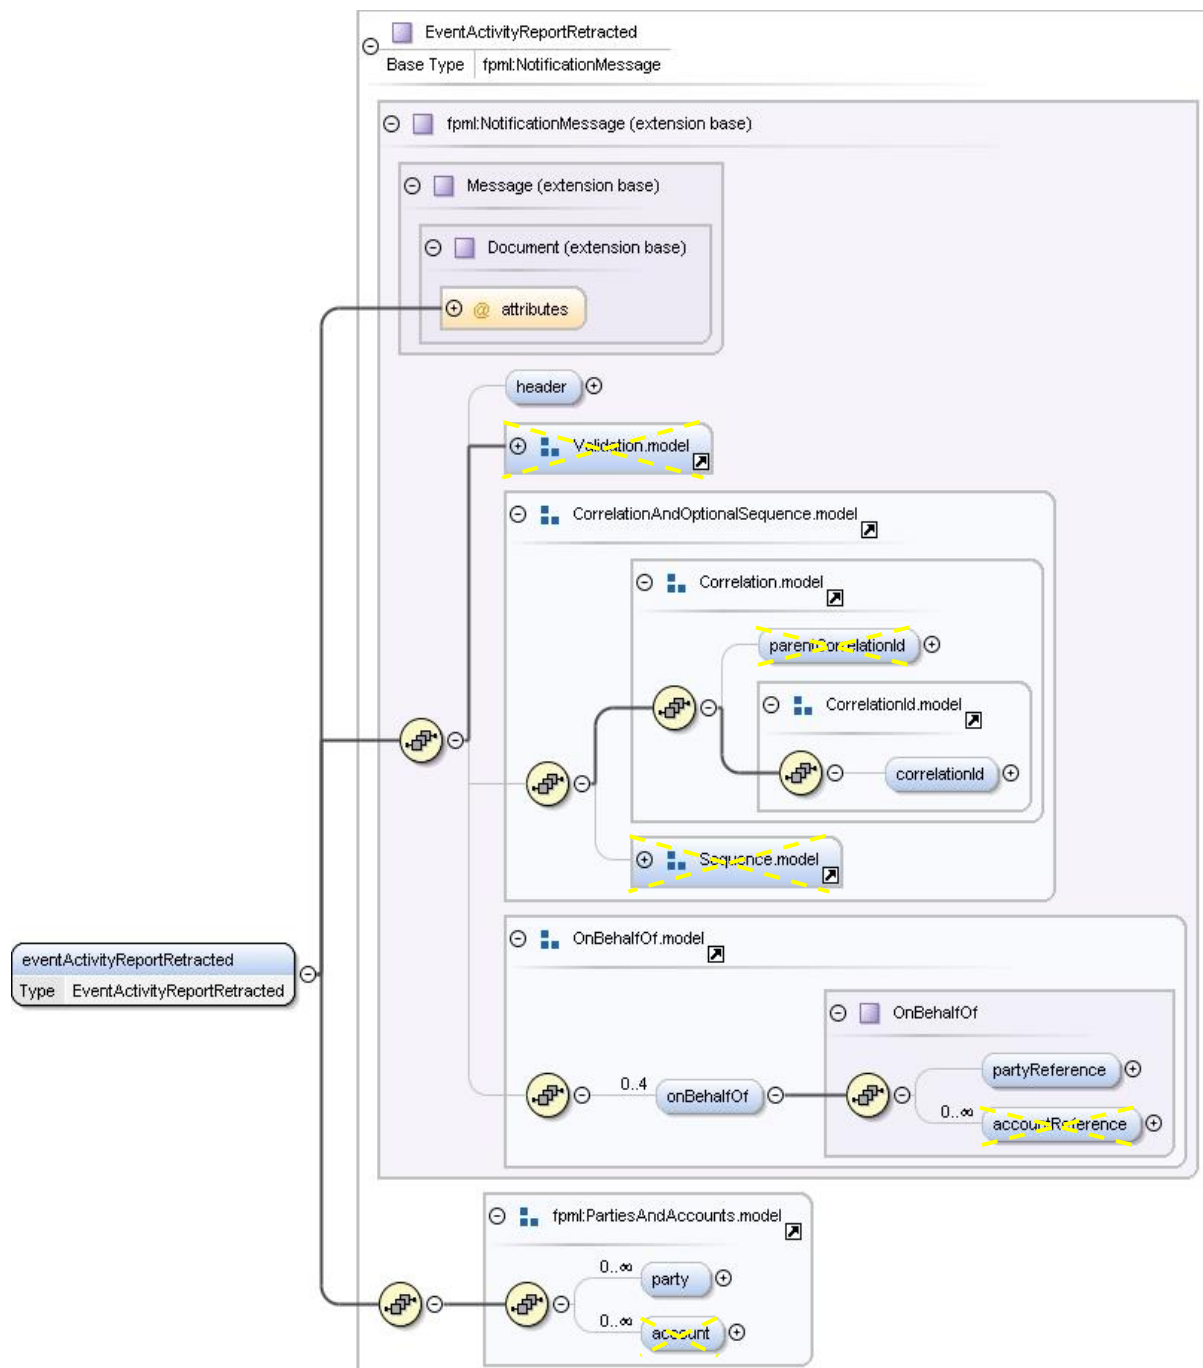 EventActivityReportRetracted
Base Type fpml:NotificationMessage
fpml:NotificationMessage (extension base)
Message (extension base)
Document (extension base)
@ attributes
header
Validation.model
CorrelationAndOptionalSequence.model
Correlation.model
parentCorrelationId
CorrelationId.model
correlationId
Sequence.model
OnBehalfOf.model
eventActivityReportRetracted
Type EventActivityReportRetracted
OnBehalfOf
partyReference
0..4 onBehalfOf
0..∞
accountReference
fpml:PartiesAndAccounts.model
0..∞
party
0..∞
account